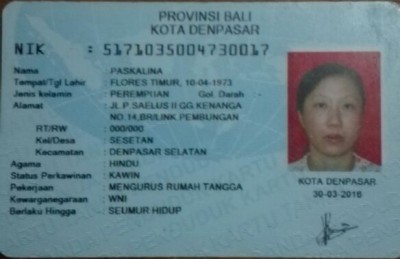 PROVINSI BALI
KOTA DENPASAR
NIK : 5171035004730017
Nama : PASKALINA
Tempat/Tgl Lahir : FLORES TIMUR, 10-04-1973
Jenis kelamin : PEREMPUAN Gol. Darah
Alamat : JL P SAELUS II GG KENANGA
NO.14,BR/LINK PEMBUNGAN
RT/RW : 000/000
Kel/Desa : SESETAN
Kecamatan : DENPASAR SELATAN
Agama : HINDU
Status Perkawinan : KAWIN
Pekerjaan : MENGURUS RUMAH TANGGA
Kewarganegaraan : WNI
Berlaku Hingga : SEUMUR HIDUP
KOTA DENPASAR
30-03-2016